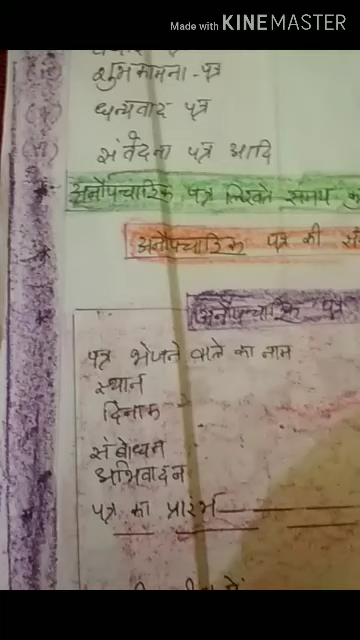 Made with KINEMASTER
शुभकामना-पत्र
धन्यवाद पत्र
संवेदना पत्र आदि
अनौपचारिक पत्र लिखते समय
अनौपचारिक पत्र की
अनौपचारिक पत्र
पत्र भेजने वाले का नाम
स्थान
दिनांक
संबोधन
अभिवादन
पत्र का प्रारंभ